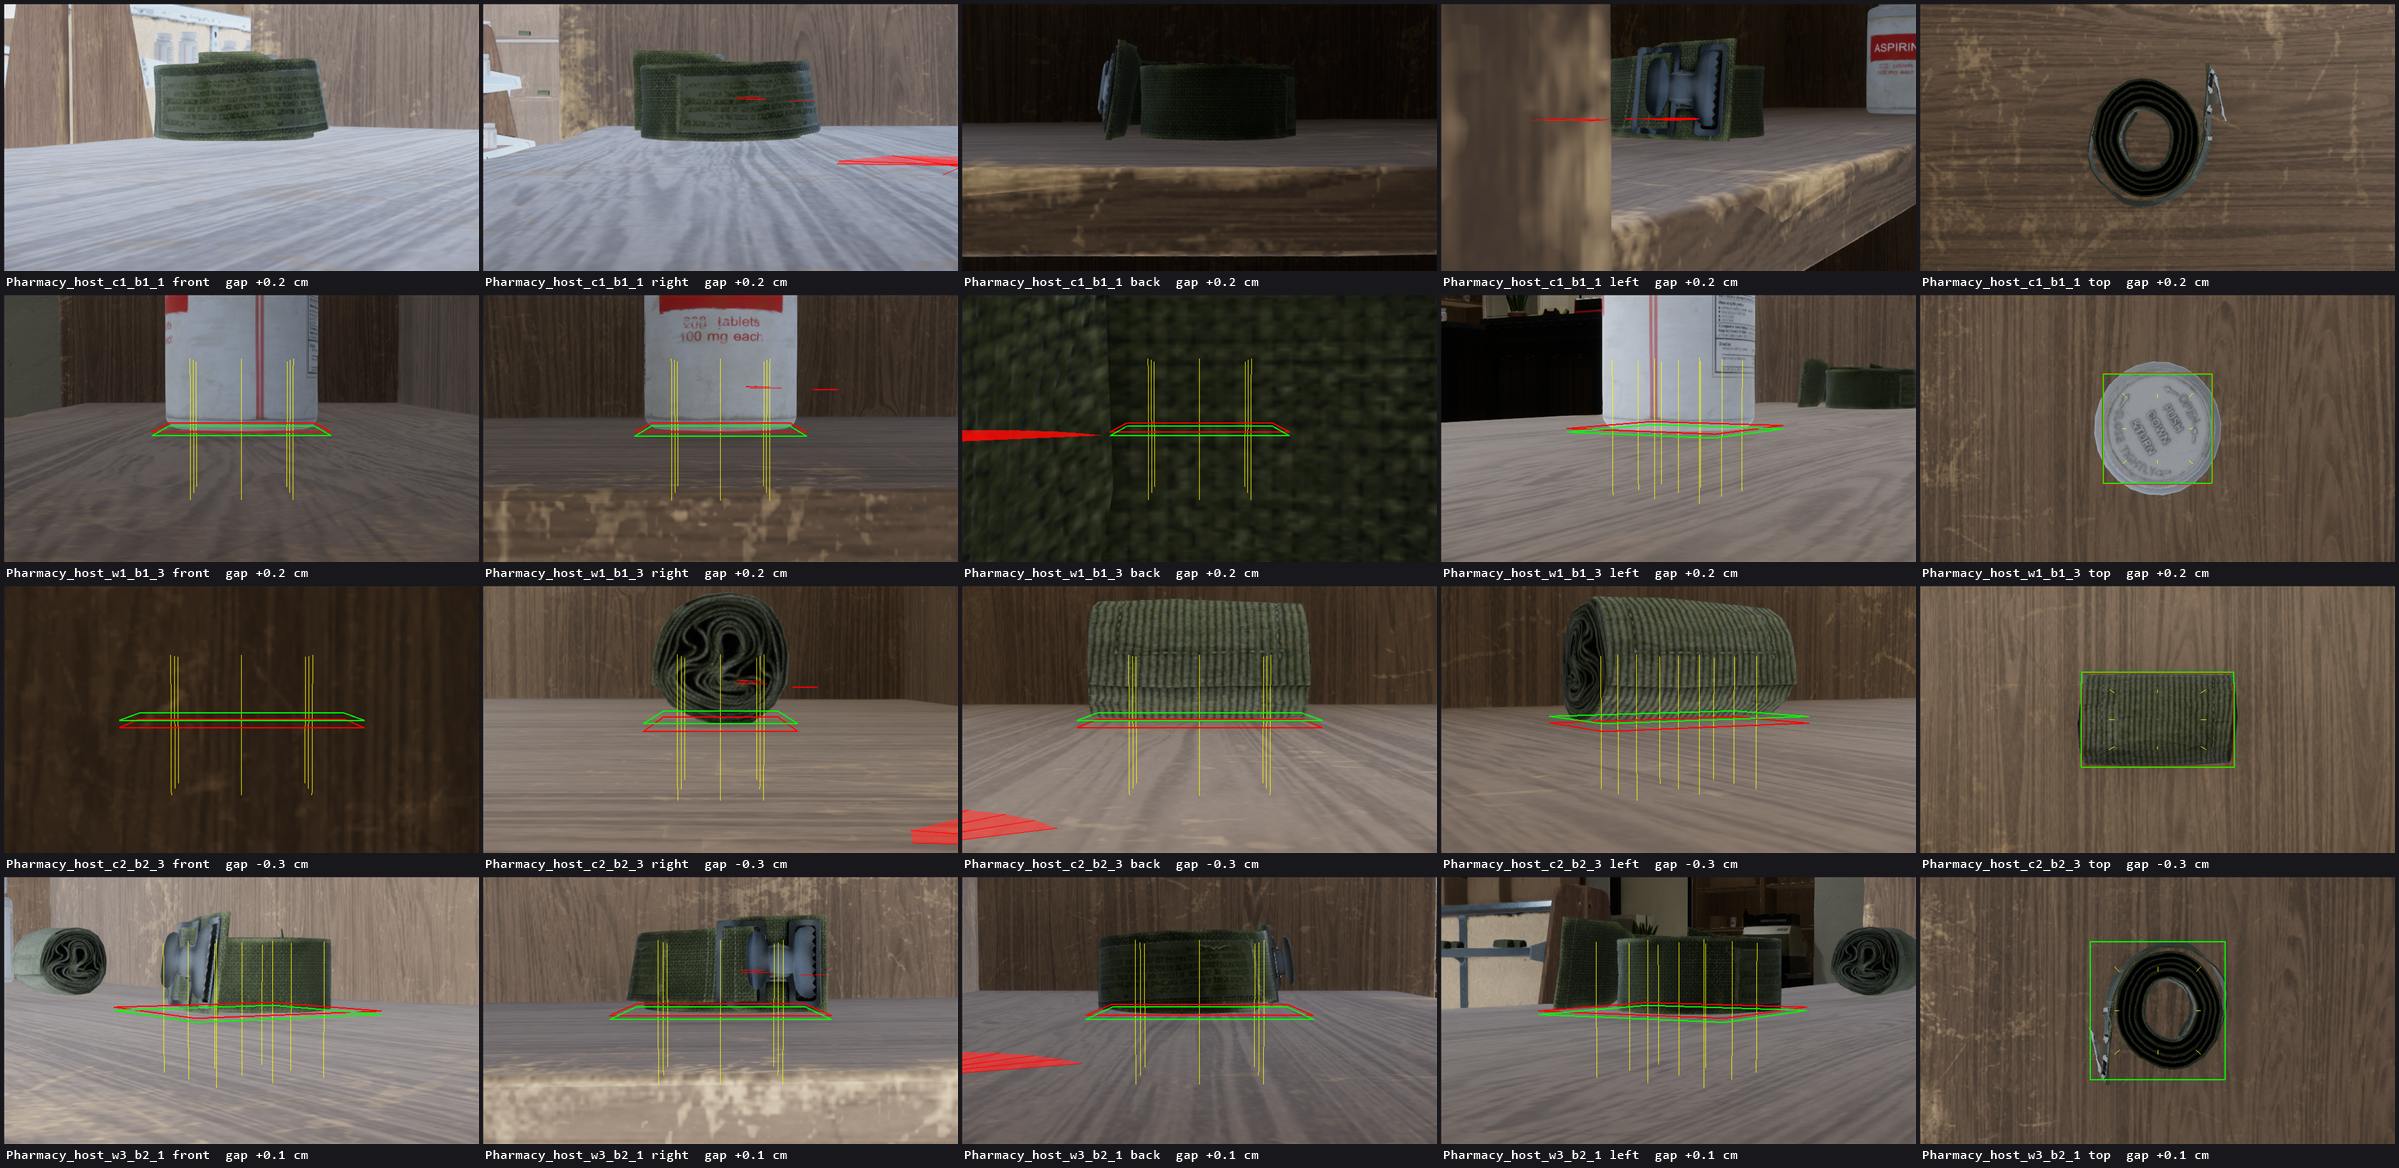 ASPIRIN
Pharmacy_host_c1_b1_1 front gap +0.2 cm
Pharmacy_host_c1_b1_1 right gap +0.2 cm
Pharmacy_host_c1_b1_1 back gap +0.2 cm
Pharmacy_host_c1_b1_1 left gap +0.2 cm
Pharmacy_host_c1_b1_1 top gap +0.2 cm
200 tablets
100 mg each
PUSH
DOWN
&TURN
Pharmacy_host_w1_b1_3 front gap +0.2 cm
Pharmacy_host_w1_b1_3 right gap +0.2 cm
Pharmacy_host_w1_b1_3 back gap +0.2 cm
Pharmacy_host_w1_b1_3 left gap +0.2 cm
Pharmacy_host_w1_b1_3 top gap +0.2 cm
Pharmacy_host_c2_b2_3 front gap -0.3 cm
Pharmacy_host_c2_b2_3 right gap -0.3 cm
Pharmacy_host_c2_b2_3 back gap -0.3 cm
Pharmacy_host_c2_b2_3 left gap -0.3 cm
Pharmacy_host_c2_b2_3 top gap -0.3 cm
Pharmacy_host_w3_b2_1 front gap +0.1 cm
Pharmacy_host_w3_b2_1 right gap +0.1 cm
Pharmacy_host_w3_b2_1 back gap +0.1 cm
Pharmacy_host_w3_b2_1 left gap +0.1 cm
Pharmacy_host_w3_b2_1 top gap +0.1 cm